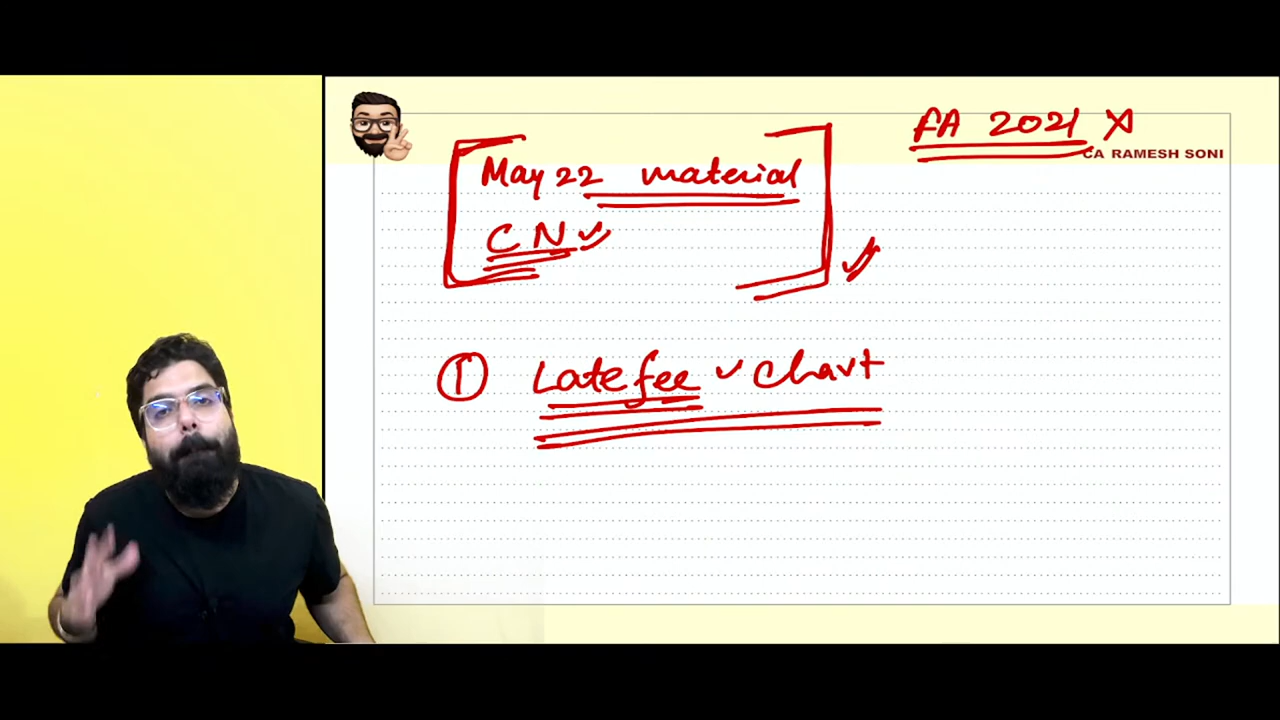 FA 2021 X
CA RAMESH SONI
May 22 material
CN ✓
① Late fee ✓ chart